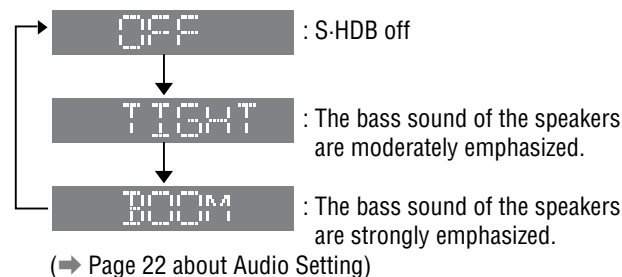 OFF : S·HDB off
TIGHT : The bass sound of the speakers
are moderately emphasized.
BOOM : The bass sound of the speakers
are strongly emphasized.
(➡ Page 22 about Audio Setting)